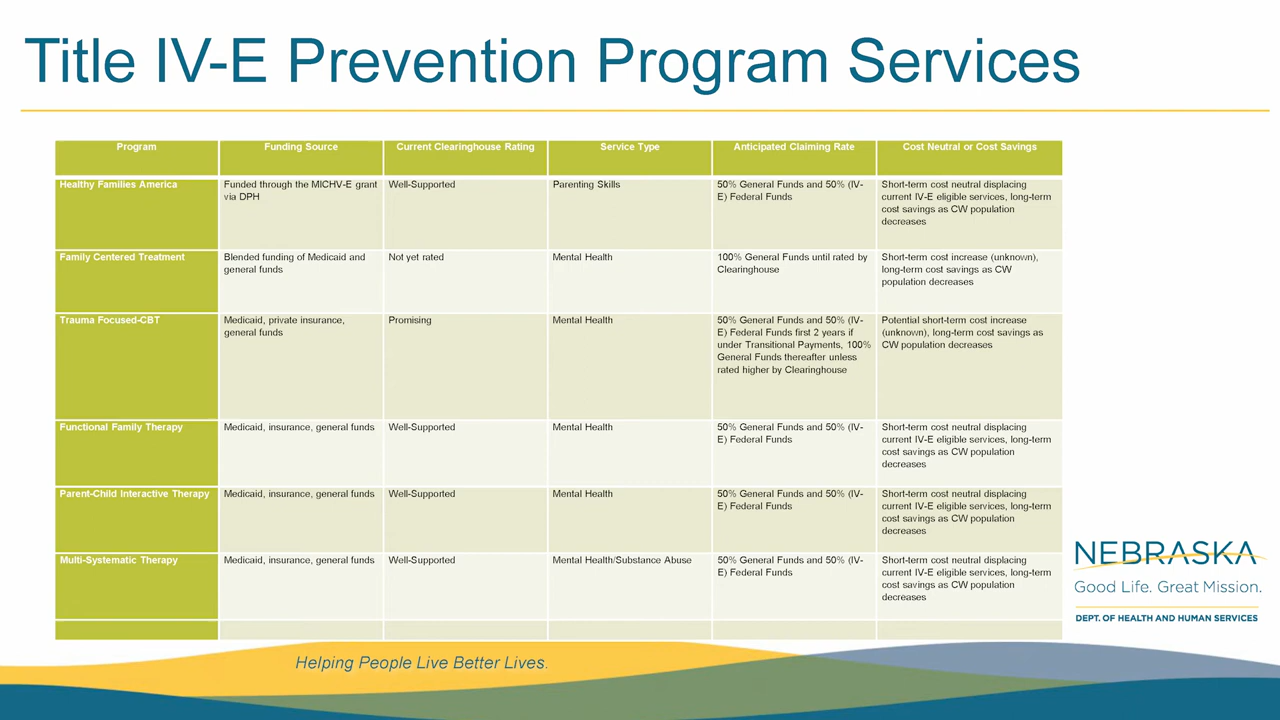 Title IV-E Prevention Program Services
Program
Funding Source
Current Clearinghouse Rating
Service Type
Anticipated Claiming Rate
Cost Neutral or Cost Savings
Healthy Families America
Funded through the MICHV-E grant
via DPH
Well-Supported
Parenting Skills
50% General Funds and 50% (IV-
E) Federal Funds
Short-term cost neutral displacing
current IV-E eligible services, long-term
cost savings as CW population
decreases
Family Centered Treatment
Blended funding of Medicaid and
general funds
Not yet rated
Mental Health
100% General Funds until rated by
Clearinghouse
Short-term cost increase (unknown),
long-term cost savings as CW
population decreases
Trauma Focused-CBT
Medicaid, private insurance,
general funds
Promising
Mental Health
50% General Funds and 50% (IV-
E) Federal Funds first 2 years if
under Transitional Payments, 100%
General Funds thereafter unless
rated higher by Clearinghouse
Potential short-term cost increase
(unknown), long-term cost savings as
CW population decreases
Functional Family Therapy
Medicaid, insurance, general funds
Well-Supported
Mental Health
50% General Funds and 50% (IV-
E) Federal Funds
Short-term cost neutral displacing
current IV-E eligible services, long-term
cost savings as CW population
decreases
Parent-Child Interactive Therapy
Medicaid, insurance, general funds
Well-Supported
Mental Health
50% General Funds and 50% (IV-
E) Federal Funds
Short-term cost neutral displacing
current IV-E eligible services, long-term
cost savings as CW population
decreases
Multi-Systematic Therapy
Medicaid, insurance, general funds
Well-Supported
Mental Health/Substance Abuse
50% General Funds and 50% (IV-
E) Federal Funds
Short-term cost neutral displacing
current IV-E eligible services, long-term
cost savings as CW population
decreases
NEBRASKA
Good Life. Great Mission.
DEPT. OF HEALTH AND HUMAN SERVICES
Helping People Live Better Lives.